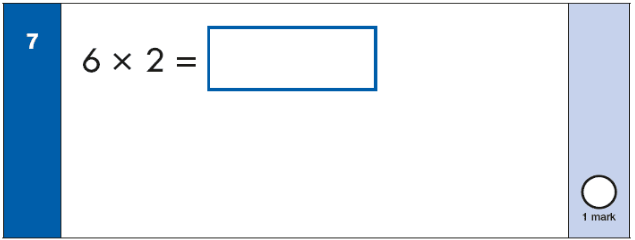 7
6 × 2 =
1 mark